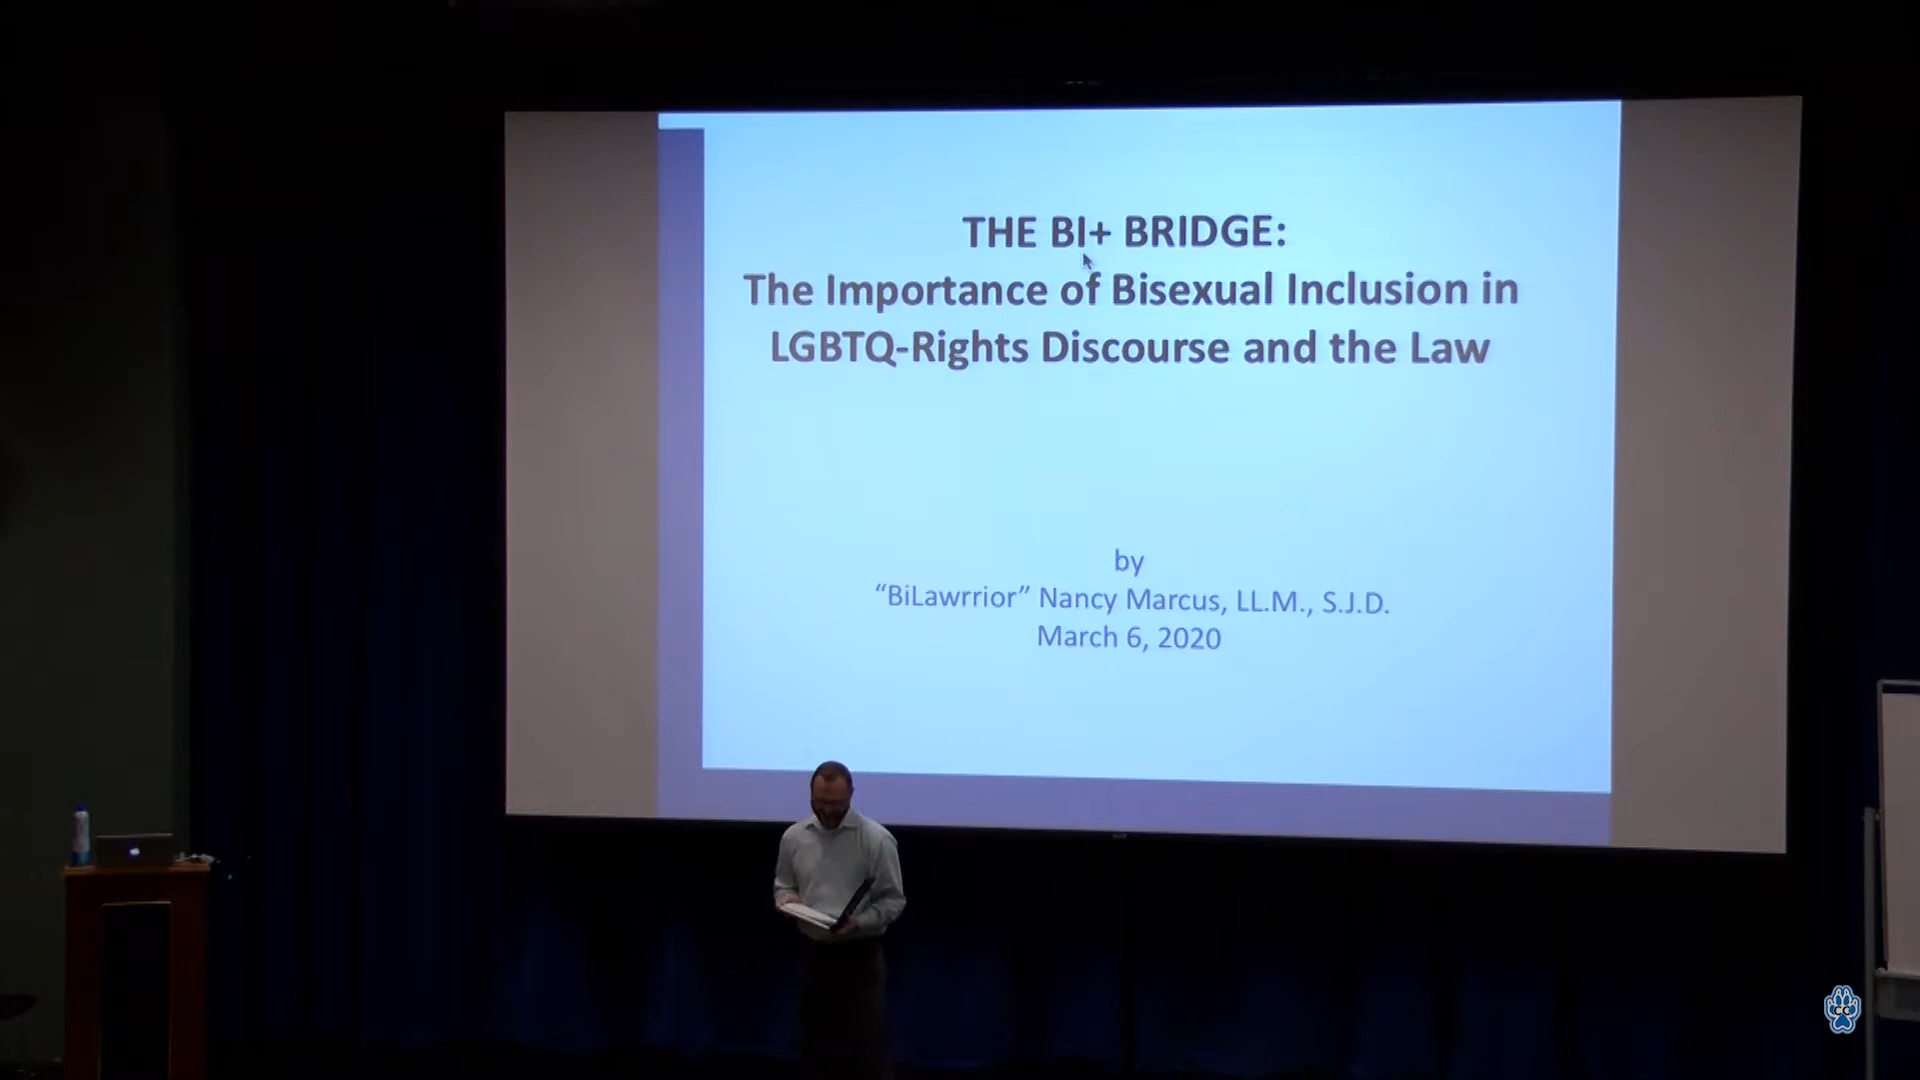 THE BI+ BRIDGE:
The Importance of Bisexual Inclusion in
LGBTQ-Rights Discourse and the Law
by
“BiLawrrior” Nancy Marcus, LL.M., S.J.D.
March 6, 2020
CC